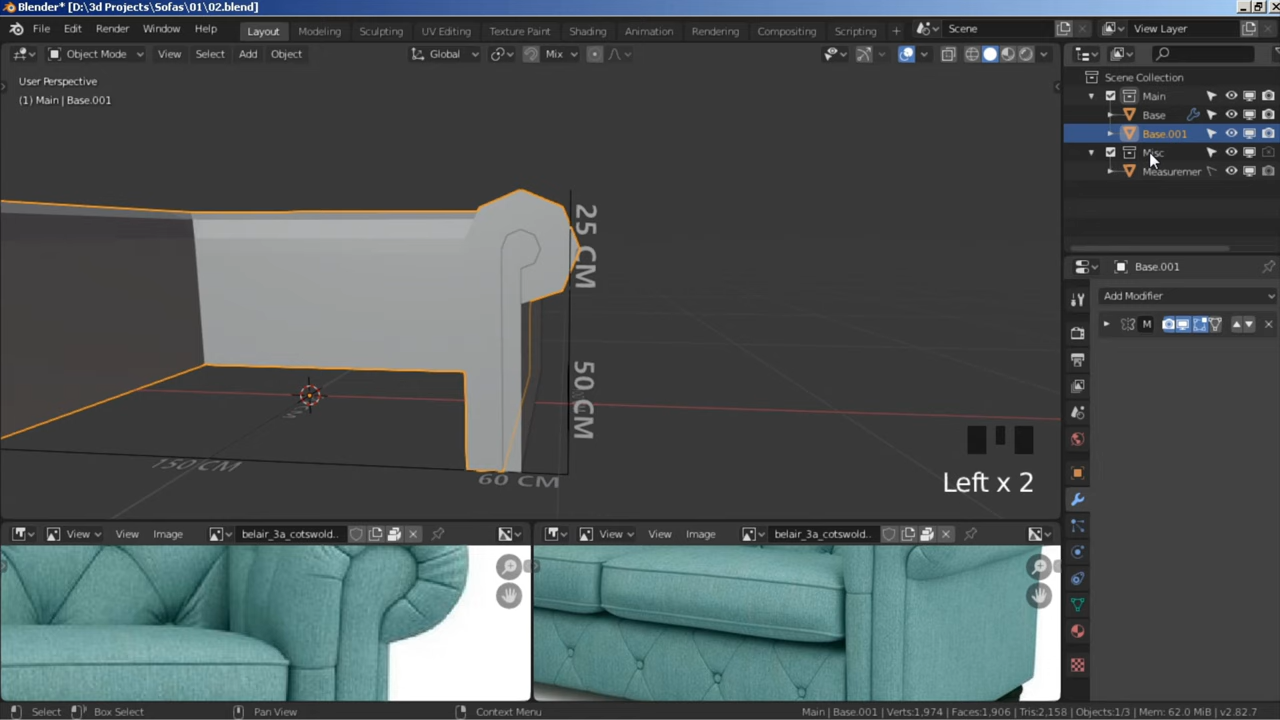 Blender* [D:\3d Projects\Sofas\01\02.blend]
File Edit Render Window Help Layout Modeling Sculpting UV Editing Texture Paint Shading Animation Rendering Compositing Scripting + Scene View Layer
Object Mode View Select Add Object Global Mix
User Perspective
(1) Main | Base.001
Scene Collection
Main
Base
Base.001
Misc
Measuremer
Base.001
Add Modifier
M
25 CM
50 CM
150 CM
60 CM
Left x 2
View View Image belair_3a_cotswold..
View View Image belair_3a_cotswold..
Select Box Select Pan View Context Menu Main | Base.001 | Verts:1,974 | Faces:1,906 | Tris:2,158 | Objects:1/3 | Mem: 62.0 MiB | v2.82.7